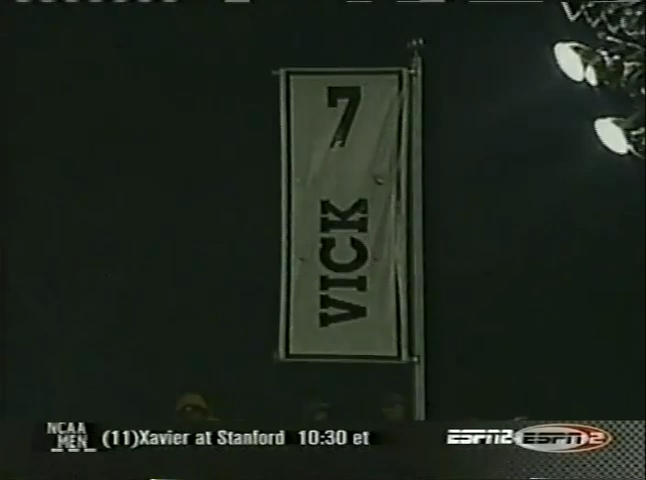 7
VICK
NCAA
MEN
(11)Xavier at Stanford 10:30 et
ESPN2 ESPN2